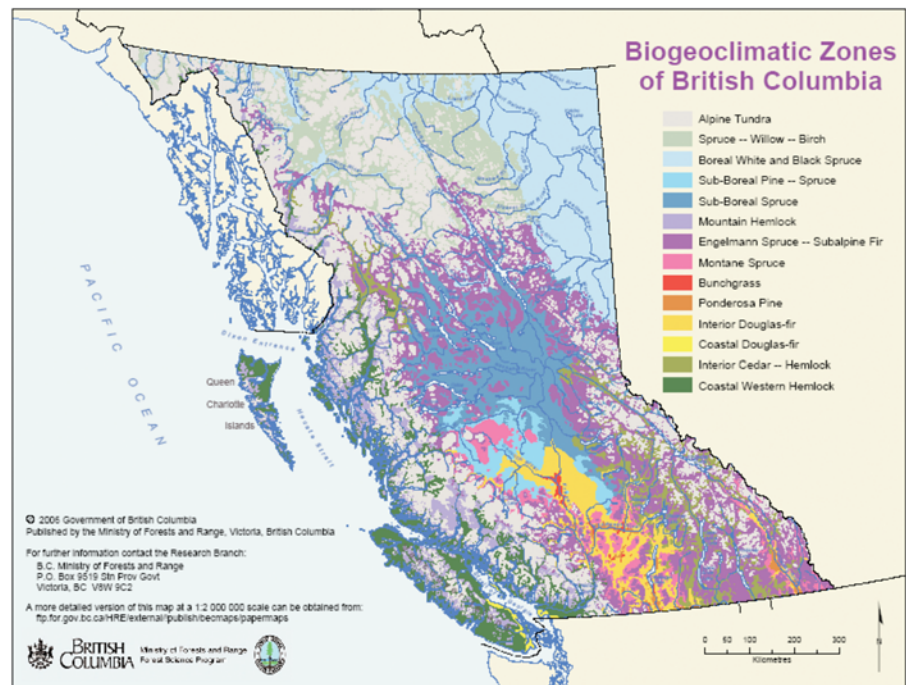 Biogeoclimatic Zones
of British Columbia
Alpine Tundra
Spruce -- Willow -- Birch
Boreal White and Black Spruce
Sub-Boreal Pine -- Spruce
Sub-Boreal Spruce
Mountain Hemlock
Engelmann Spruce -- Subalpine Fir
Montane Spruce
Bunchgrass
Ponderosa Pine
Interior Douglas-fir
Coastal Douglas-fir
Interior Cedar -- Hemlock
Coastal Western Hemlock
PACIFIC OCEAN
Dixon Entrance
Queen
Charlotte
Islands
Hecate Strait
© 2006 Government of British Columbia
Published by the Ministry of Forests and Range, Victoria, British Columbia
For further information contact the Research Branch:
B.C. Ministry of Forests and Range
P.O. Box 9519 Stn Prov Govt
Victoria, BC V8W 9C2
A more detailed version of this map at a 1:2 000 000 scale can be obtained from:
ftp.for.gov.bc.ca/HRE/external/publish/becmaps/papermaps
BRITISH
COLUMBIA
Ministry of Forests and Range
Forest Science Program
0 50 100 200 300
Kilometres